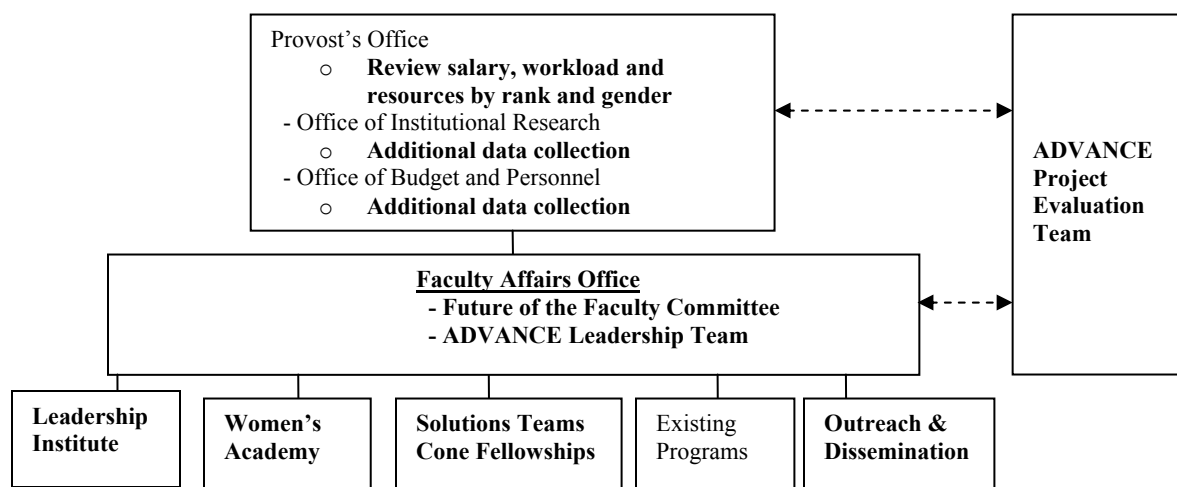 Provost’s Office
o Review salary, workload and
resources by rank and gender
- Office of Institutional Research
o Additional data collection
- Office of Budget and Personnel
o Additional data collection
ADVANCE
Project
Evaluation
Team
Faculty Affairs Office
- Future of the Faculty Committee
- ADVANCE Leadership Team
Leadership
Institute
Women’s
Academy
Solutions Teams
Cone Fellowships
Existing
Programs
Outreach &
Dissemination